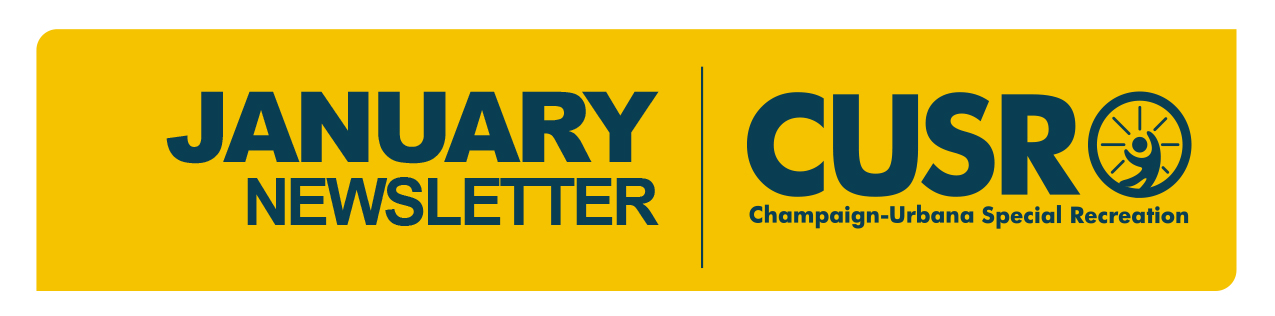 JANUARY
NEWSLETTER
CUSR
Champaign-Urbana Special Recreation